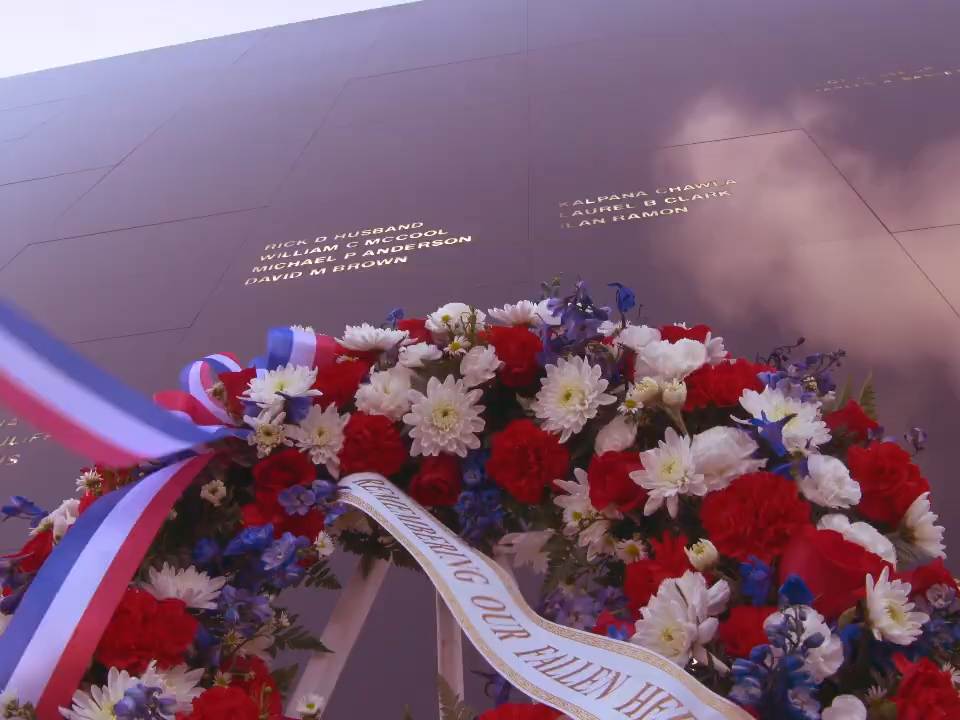 RICK D HUSBAND
WILLIAM C MCCOOL
MICHAEL P ANDERSON
DAVID M BROWN
KALPANA CHAWLA
LAUREL B CLARK
ILAN RAMON
REMEMBERING OUR FALLEN